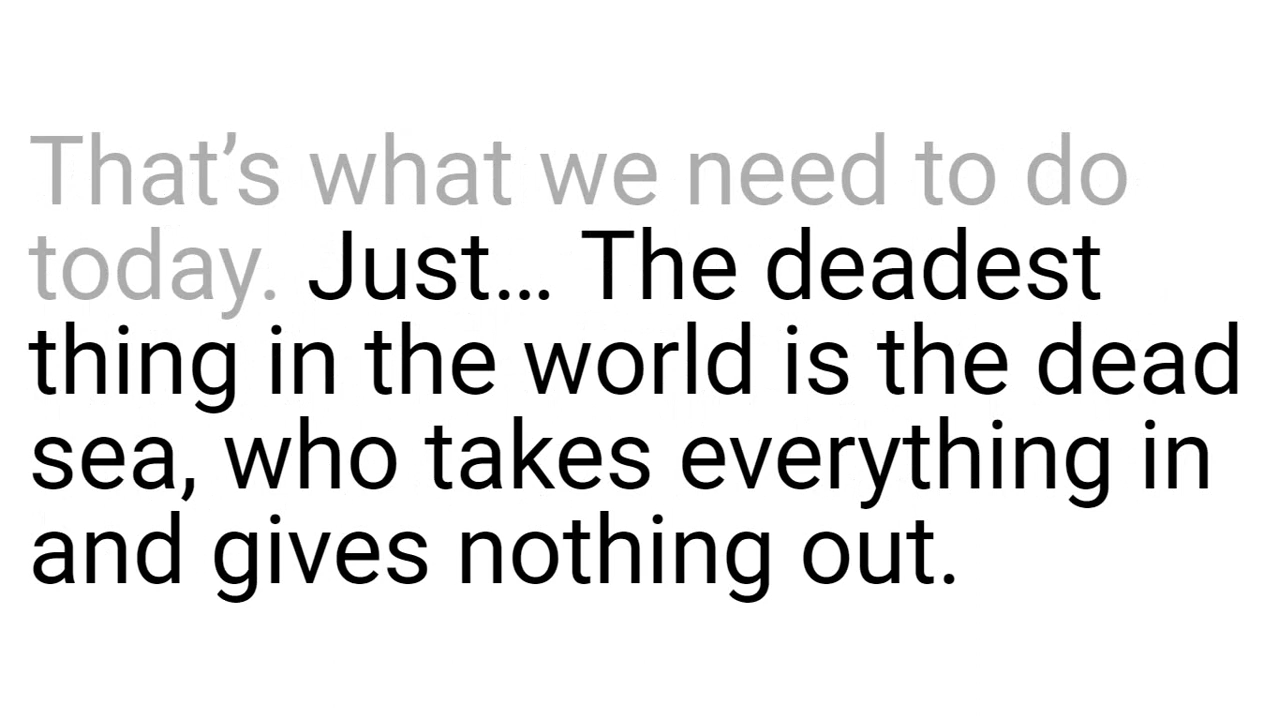 That’s what we need to do
today. Just… The deadest
thing in the world is the dead
sea, who takes everything in
and gives nothing out.